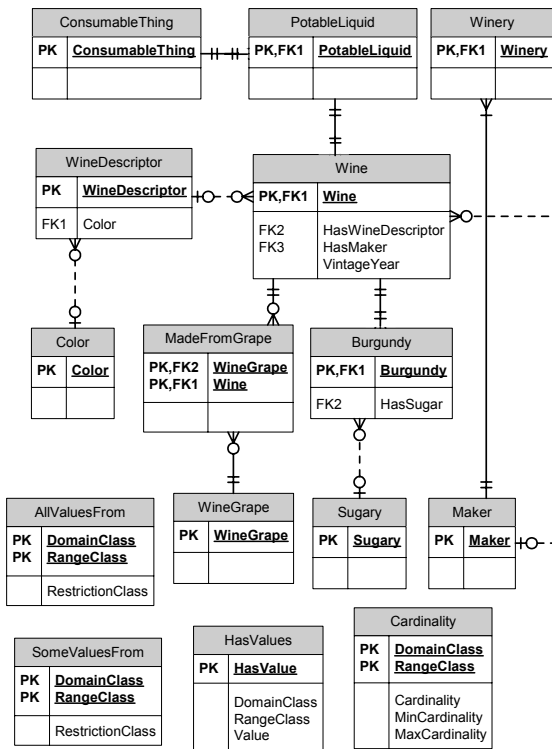 ConsumableThing
PK ConsumableThing
PotableLiquid
PK,FK1 PotableLiquid
Winery
PK,FK1 Winery
WineDescriptor
PK WineDescriptor
FK1 Color
Wine
PK,FK1 Wine
FK2 HasWineDescriptor
FK3 HasMaker
VintageYear
Color
PK Color
MadeFromGrape
PK,FK2 WineGrape
PK,FK1 Wine
Burgundy
PK,FK1 Burgundy
FK2 HasSugar
AllValuesFrom
PK DomainClass
PK RangeClass
RestrictionClass
WineGrape
PK WineGrape
Sugary
PK Sugary
Maker
PK Maker
SomeValuesFrom
PK DomainClass
PK RangeClass
RestrictionClass
HasValues
PK HasValue
DomainClass
RangeClass
Value
Cardinality
PK DomainClass
PK RangeClass
Cardinality
MinCardinality
MaxCardinality